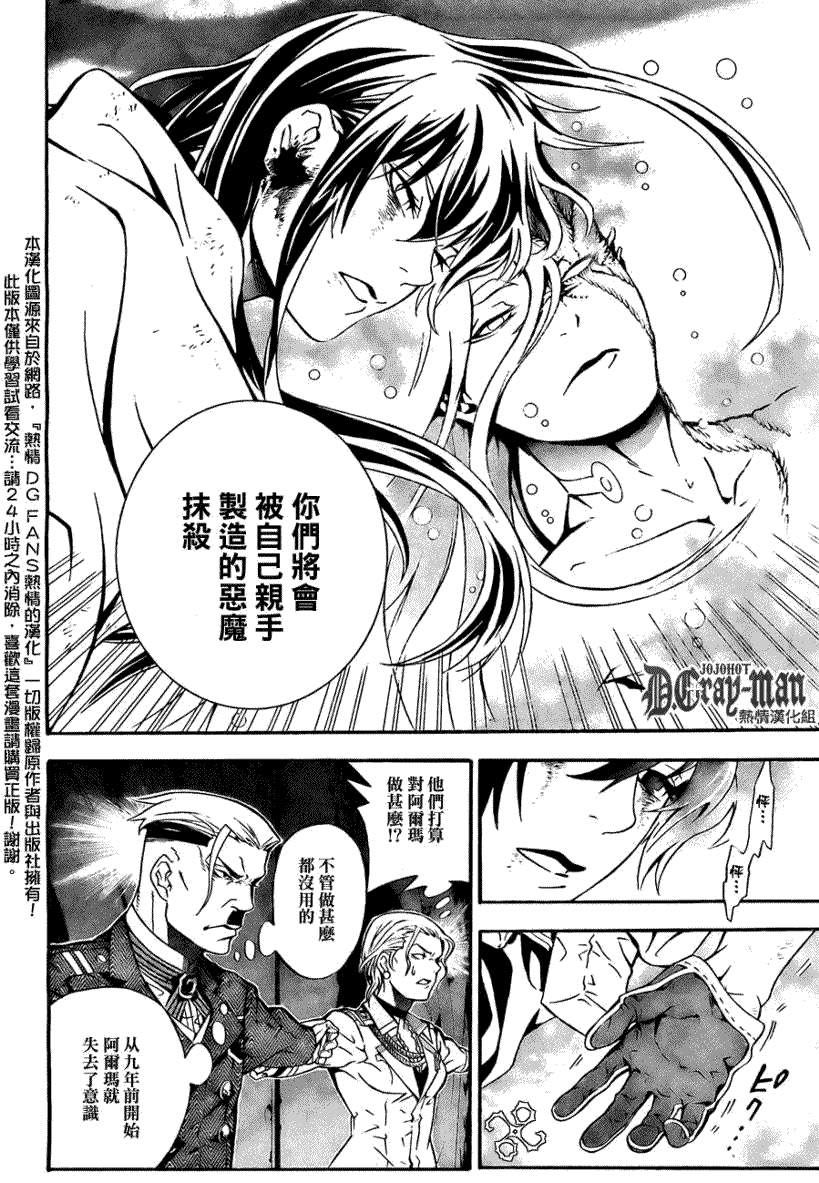 本漢化圖源來自於網路，『熱情DG FANS熱情的漢化』一切版權歸原作者與出版社擁有！
此版本僅供學習試看交流…請24小時之內消除，喜歡這套漫畫請購買正版！謝謝。
你們將會
被自己親手
製造的惡魔
抹殺
JOJOHOT
D.Gray-man
熱情漢化組
怦…
怦…
ピク…
他們打算
對阿爾瑪
做甚麼!?
不管做甚麼
都沒用的
从九年前開始
阿爾瑪就
失去了意識